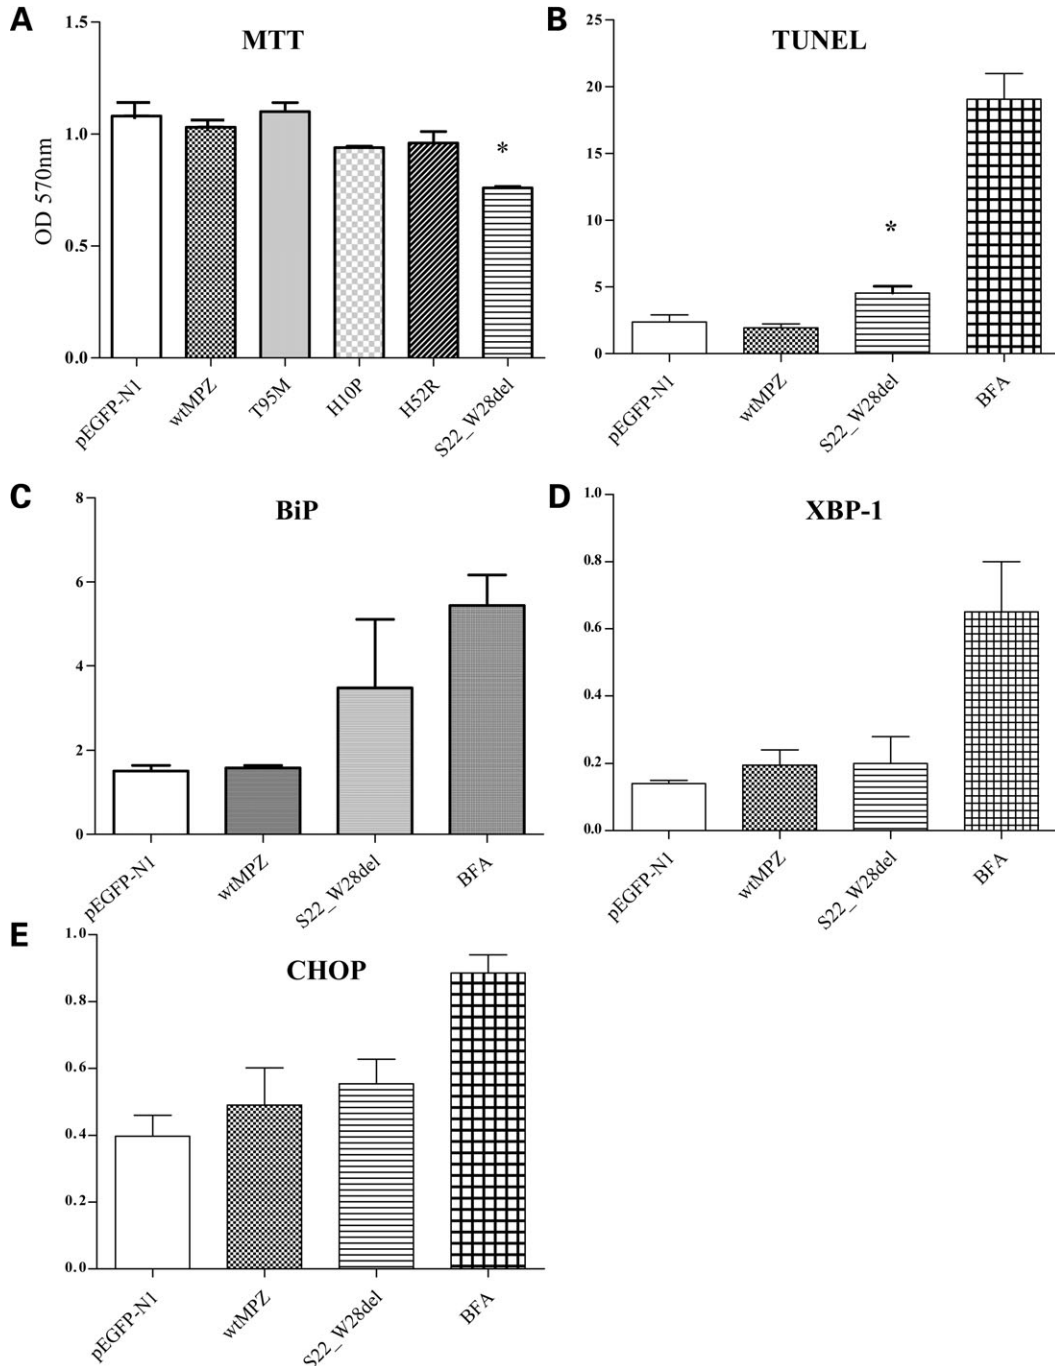 A
MTT
OD 570nm
1.5
1.0
0.5
0.0
pEGFP-N1
wtMPZ
T95M
H10P
H52R
S22_W28del
*
B
TUNEL
25
20
15
10
5
0
pEGFP-N1
wtMPZ
S22_W28del
BFA
*
C
BiP
8
6
4
2
0
pEGFP-N1
wtMPZ
S22_W28del
BFA
D
XBP-1
1.0
0.8
0.6
0.4
0.2
0.0
pEGFP-N1
wtMPZ
S22_W28del
BFA
E
CHOP
1.0
0.8
0.6
0.4
0.2
0.0
pEGFP-N1
wtMPZ
S22_W28del
BFA